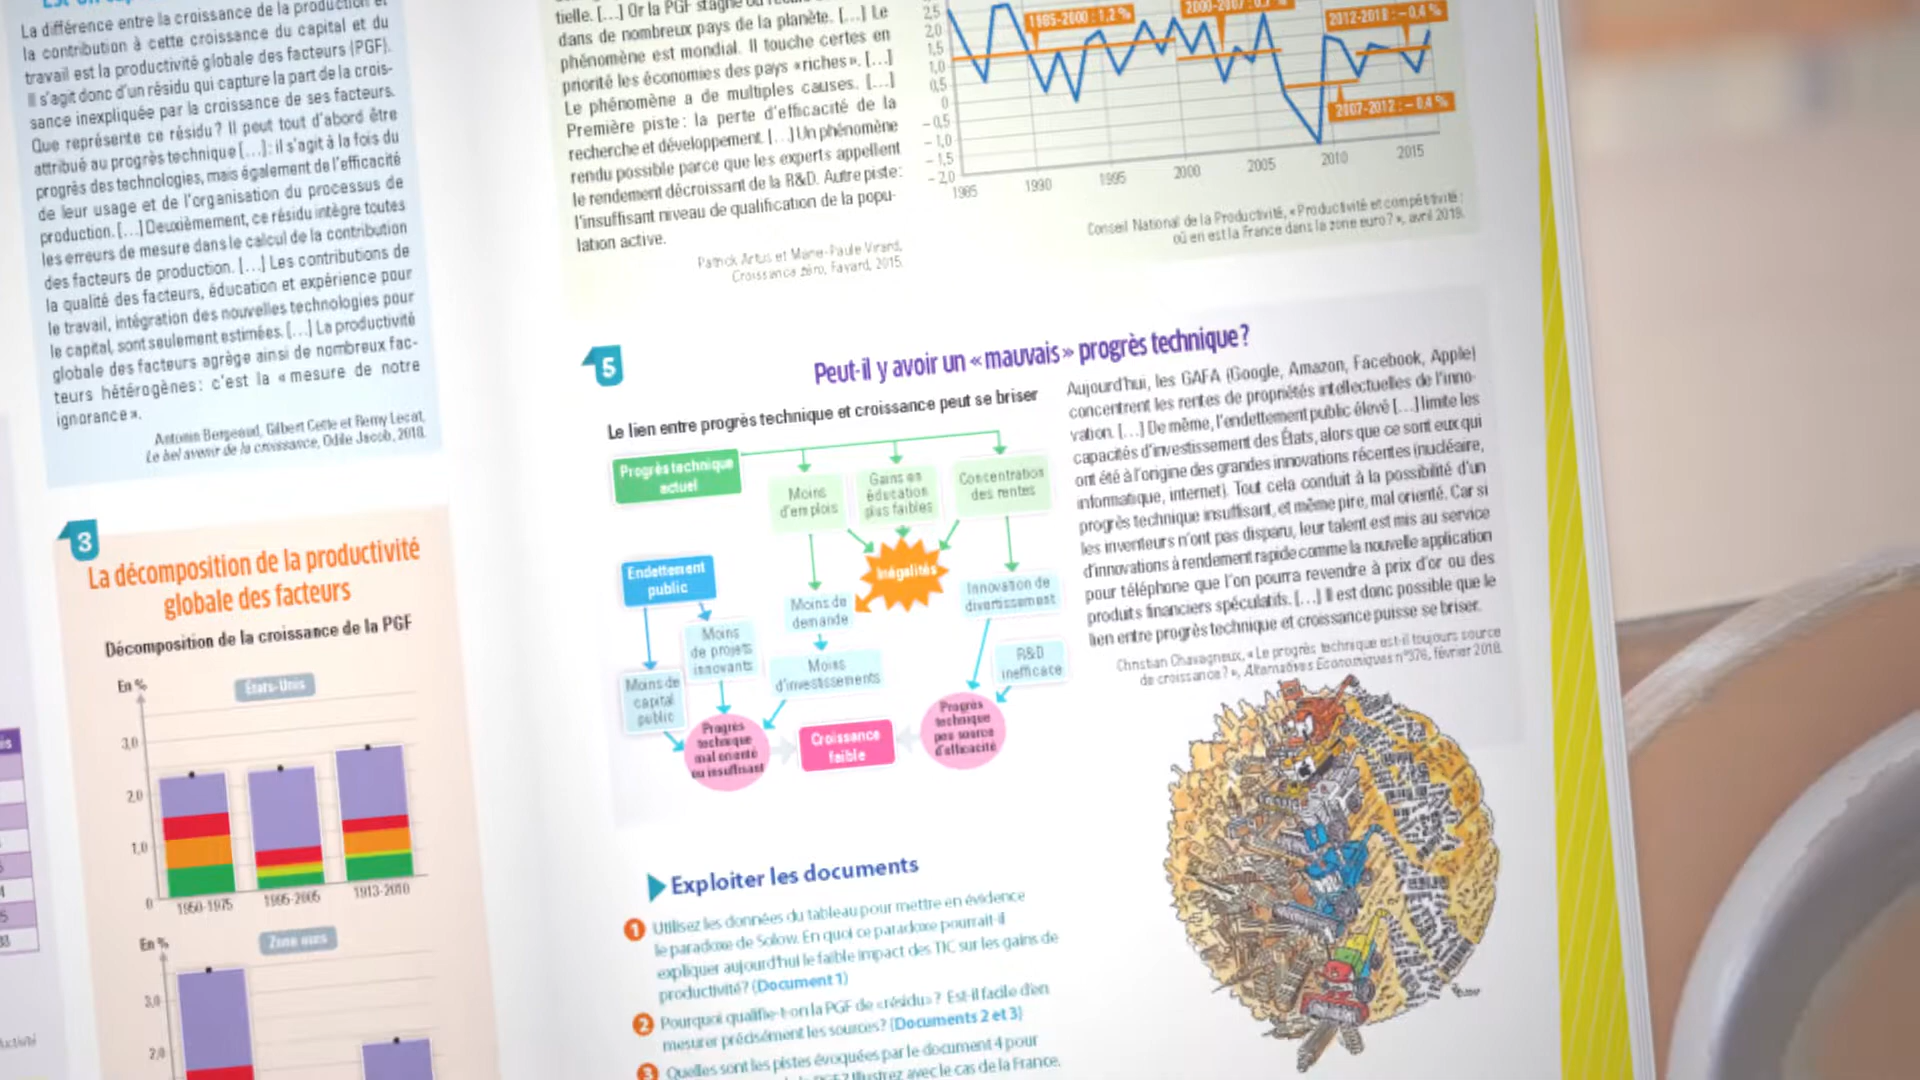 La différence entre la croissance de la production et
la contribution à cette croissance du capital et du
travail est la productivité globale des facteurs (PGF).
Il s'agit donc d'un résidu qui capture la part de la crois-
sance inexpliquée par la croissance de ses facteurs.
Que représente ce résidu ? Il peut tout d'abord être
attribué au progrès technique [...] : il s'agit à la fois du
progrès des technologies, mais également de l'efficacité
de leur usage et de l'organisation du processus de
production. [...] Deuxièmement, ce résidu intègre toutes
les erreurs de mesure dans le calcul de la contribution
des facteurs de production. [...] Les contributions de
la qualité des facteurs, éducation et expérience pour
le travail, intégration des nouvelles technologies pour
le capital, sont seulement estimées. [...] La productivité
globale des facteurs agrège ainsi de nombreux fac-
teurs hétérogènes : c'est la « mesure de notre
ignorance ».
Antonin Bergeaud, Gilbert Cette et Remy Lecat,
Le bel avenir de la croissance, Odile Jacob, 2018.
3
La décomposition de la productivité
globale des facteurs
Décomposition de la croissance de la PGF
En %
États-Unis
3,0
2,0
1,0
0
1950-1975
1995-2005
1913-2010
En %
Zone euro
3,0
2,0
tielle. [...] Or la PGF stagne ou
dans de nombreux pays de la planète. [...] Le
phénomène est mondial. Il touche certes en
priorité les économies des pays « riches ». [...]
Le phénomène a de multiples causes. [...]
Première piste : la perte d'efficacité de la
recherche et développement. [...] Un phénomène
rendu possible parce que les experts appellent
le rendement décroissant de la R&D. Autre piste :
l'insuffisant niveau de qualification de la popu-
lation active.
Patrick Artus et Marie-Paule Virard,
Croissance zéro, Fayard, 2015.
2,5
2,0
1,5
1,0
0,5
0
– 0,5
– 1,0
– 1,5
– 2,0
1985-2000 : 1,2 %
2000-2007 : 0,7 %
2012-2018 : – 0,4 %
2007-2012 : – 0,4 %
1985
1990
1995
2000
2005
2010
2015
Conseil National de la Productivité, « Productivité et compétitivité :
où en est la France dans la zone euro ? », avril 2019.
5
Peut-il y avoir un « mauvais » progrès technique ?
Le lien entre progrès technique et croissance peut se briser
Progrès technique
actuel
Moins
d'emplois
Gains en
éducation
plus faibles
Concentration
des rentes
Endettement
public
Inégalités
Moins de
demande
Innovation de
divertissement
Moins
de projets
innovants
Moins de
capital
public
Moins
d'investissements
R&D
inefficace
Progrès
technique
mal orienté
ou insuffisant
Croissance
faible
Progrès
technique
peu source
d'efficacité
Aujourd'hui, les GAFA (Google, Amazon, Facebook, Apple)
concentrent les rentes de propriétés intellectuelles de l'inno-
vation. [...] De même, l'endettement public élevé [...] limite les
capacités d'investissement des États, alors que ce sont eux qui
ont été à l'origine des grandes innovations récentes (nucléaire,
informatique, internet). Tout cela conduit à la possibilité d'un
progrès technique insuffisant, et même pire, mal orienté. Car si
les inventeurs n'ont pas disparu, leur talent est mis au service
d'innovations à rendement rapide comme la nouvelle application
pour téléphone que l'on pourra revendre à prix d'or ou des
produits financiers spéculatifs. [...] Il est donc possible que le
lien entre progrès technique et croissance puisse se briser.
Christian Chavagneux, « Le progrès technique est-il toujours source
de croissance ? », Alternatives Économiques n°376, février 2018.
Exploiter les documents
1 Utilisez les données du tableau pour mettre en évidence
le paradoxe de Solow. En quoi ce paradoxe pourrait-il
expliquer aujourd'hui le faible impact des TIC sur les gains de
productivité ? (Document 1)
2 Pourquoi qualifie-t-on la PGF de « résidu » ? Est-il facile d'en
mesurer précisément les sources ? (Documents 2 et 3)
3 Quelles sont les pistes évoquées par le document 4 pour
PGF ? Illustrez avec le cas de la France.